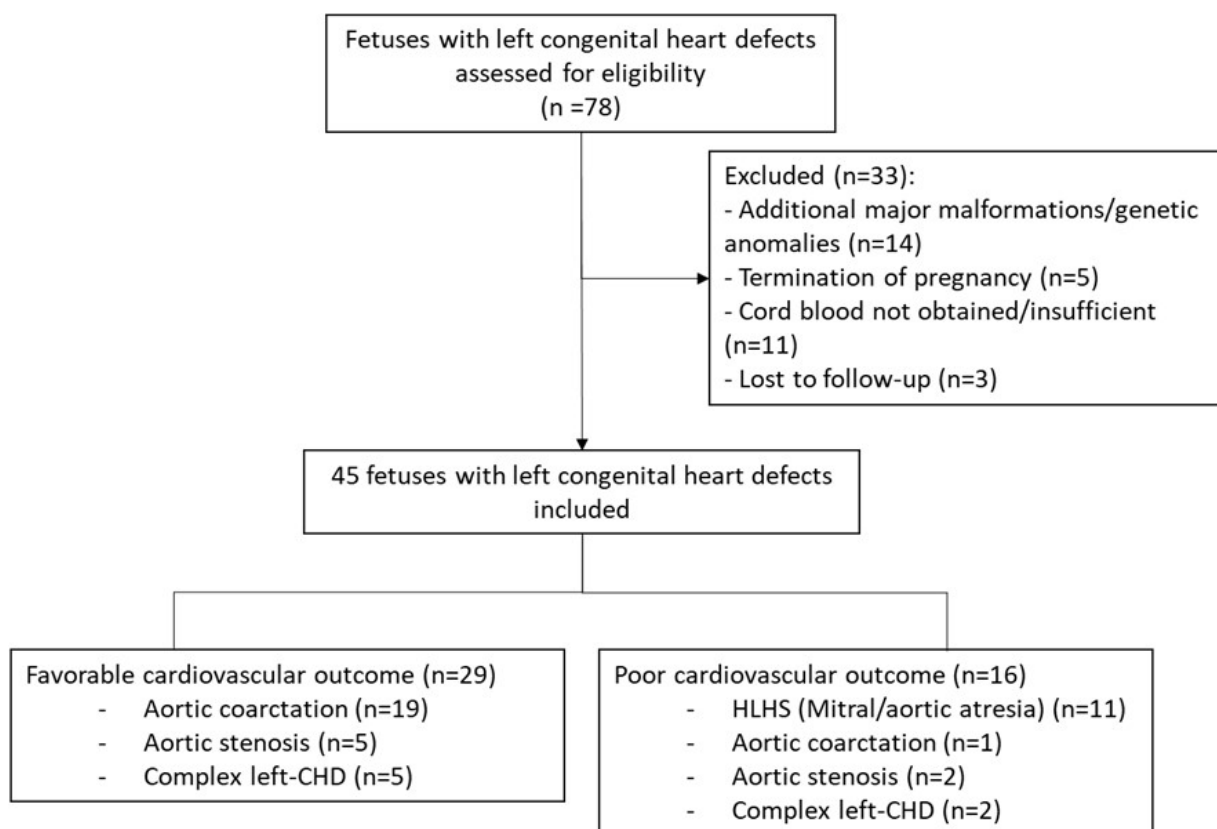 Fetuses with left congenital heart defects
assessed for eligibility
(n =78)
Excluded (n=33):
- Additional major malformations/genetic
anomalies (n=14)
- Termination of pregnancy (n=5)
- Cord blood not obtained/insufficient
(n=11)
- Lost to follow-up (n=3)
45 fetuses with left congenital heart defects
included
Favorable cardiovascular outcome (n=29)
- Aortic coarctation (n=19)
- Aortic stenosis (n=5)
- Complex left-CHD (n=5)
Poor cardiovascular outcome (n=16)
- HLHS (Mitral/aortic atresia) (n=11)
- Aortic coarctation (n=1)
- Aortic stenosis (n=2)
- Complex left-CHD (n=2)